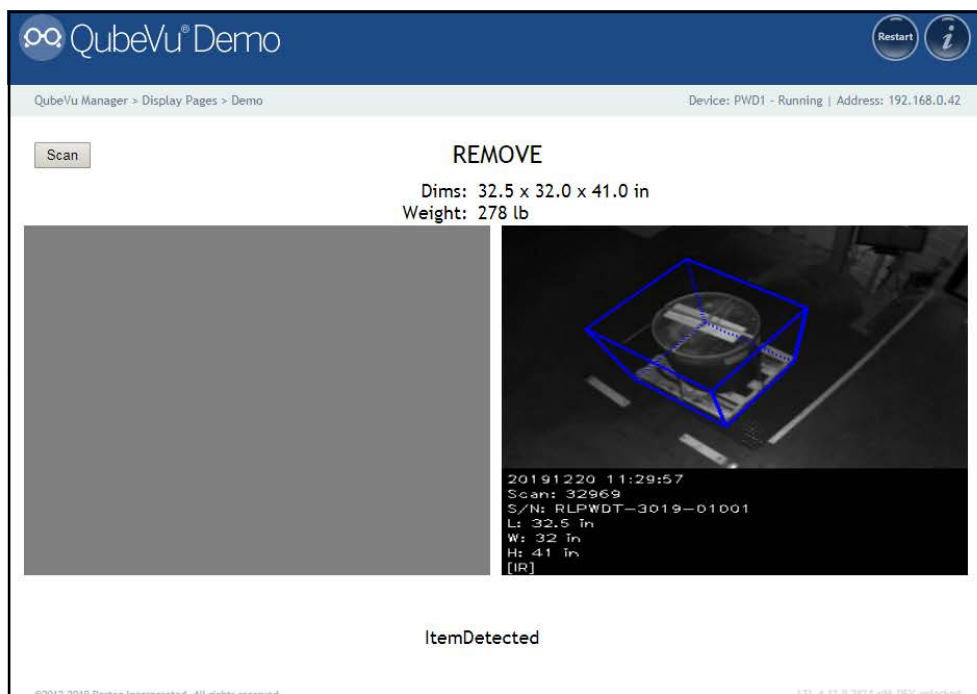 QubeVu® Demo
Restart
i
QubeVu Manager > Display Pages > Demo
Device: PWD1 - Running | Address: 192.168.0.42
Scan
REMOVE
Dims: 32.5 x 32.0 x 41.0 in
Weight: 278 lb
20191220 11:29:57
Scan: 32969
S/N: RLPWDT-3019-01001
L: 32.5 in
W: 32 in
H: 41 in
[IR]
ItemDetected